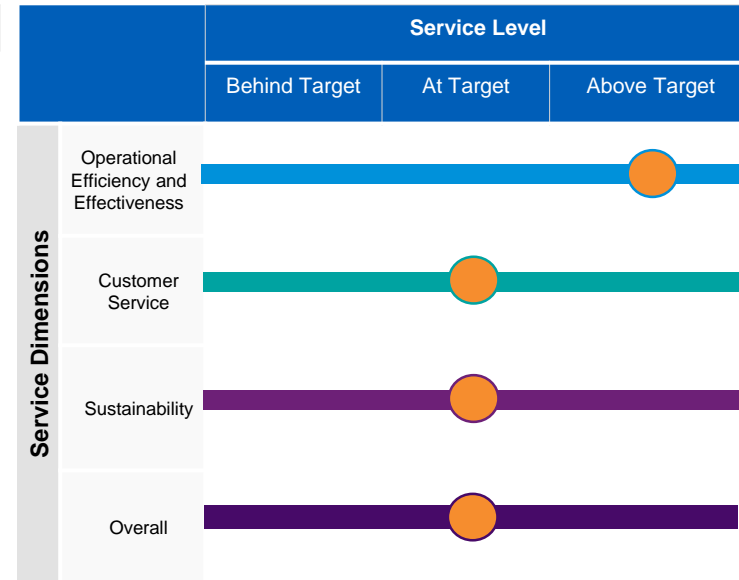 Service Level
Behind Target
At Target
Above Target
Service Dimensions
Operational
Efficiency and
Effectiveness
Customer
Service
Sustainability
Overall